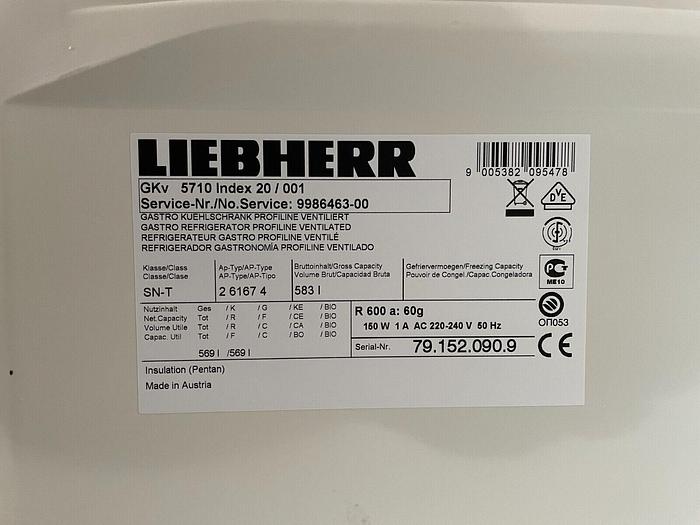 LIEBHERR
9 005382 095478
GKv 5710 Index 20 / 001
Service-Nr./No.Service: 9986463-00
GASTRO KUEHLSCHRANK PROFILINE VENTILIERT
GASTRO REFRIGERATOR PROFILINE VENTILATED
REFRIGERATEUR GASTRO PROFILINE VENTILÉ
REFRIGERADOR GASTRONOMÍA PROFILINE VENTILADO
DVE
Klasse/Class Ap-Typ/AP-Type Bruttoinhalt/Gross Capacity Gefriervermoegen/Freezing Capacity
Classe/Clase AP-Type/AP-Tipo Volume Brut/Capacidad Bruta Pouvoir de Congel./Cap.Congeladora
SN-T 2 6167 4 583 l
ME10
Nutzinhalt Ges / K / G / KE / BIO
Net.Capacity Tot / R / F / CE / BIO
Volume Utile Tot / R / C / CA / BIO
Capac. Util Tot / F / C / BO / BIO
569 l /569 l
R 600 a: 60g
150 W 1 A AC 220-240 V 50 Hz
Serial-Nr. 79.152.090.9
ОП053
CE
Insulation (Pentan)
Made in Austria